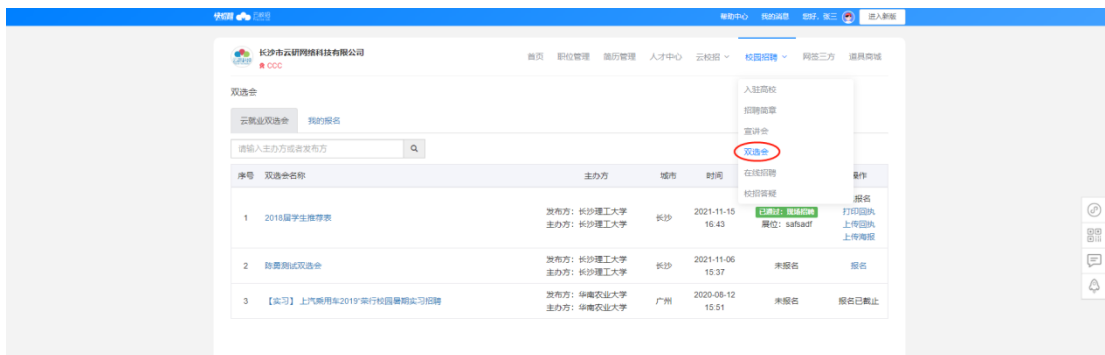 快招网 云研招
帮助中心 我的消息 您好，张三 进入新版
长沙市云研网络科技有限公司
CCC
首页 职位管理 简历管理 人才中心 云校招 校园招聘 网签三方 道具商城
双选会
入驻高校
招聘简章
宣讲会
双选会
在线招聘
校招答疑
云就业双选会 我的报名
请输入主办方或者发布方
序号 双选会名称 主办方 城市 时间 操作
1 2018届学生推荐表 发布方：长沙理工大学 长沙 2021-11-15 已通过：现场招聘 报名
主办方：长沙理工大学 16:43 展位：safsadf 打印回执
上传回执
上传海报
2 陈费测试双选会 发布方：长沙理工大学 长沙 2021-11-06 未报名 报名
主办方：长沙理工大学 15:37
3 【实习】上汽乘用车2019"荣行校园暑期实习招聘 发布方：华南农业大学 广州 2020-08-12 未报名 报名已截止
主办方：华南农业大学 15:51